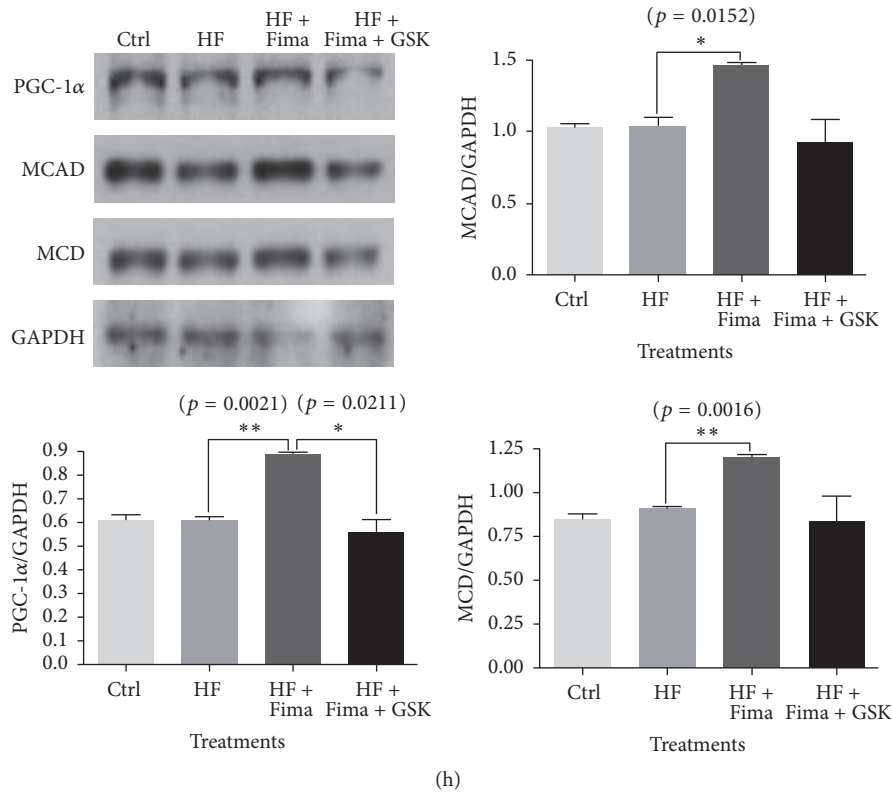 Ctrl HF HF + Fima HF + Fima + GSK
PGC-1α
MCAD
MCD
GAPDH
(p = 0.0152)
*
MCAD/GAPDH
1.5
1.0
0.5
0.0
Ctrl HF HF + Fima HF + Fima + GSK
Treatments
(p = 0.0021) (p = 0.0211)
** *
PGC-1α/GAPDH
0.9
0.8
0.7
0.6
0.5
0.4
0.3
0.2
0.1
0.0
Ctrl HF HF + Fima HF + Fima + GSK
Treatments
(p = 0.0016)
**
MCD/GAPDH
1.25
1.00
0.75
0.50
0.25
0.00
Ctrl HF HF + Fima HF + Fima + GSK
Treatments
(h)